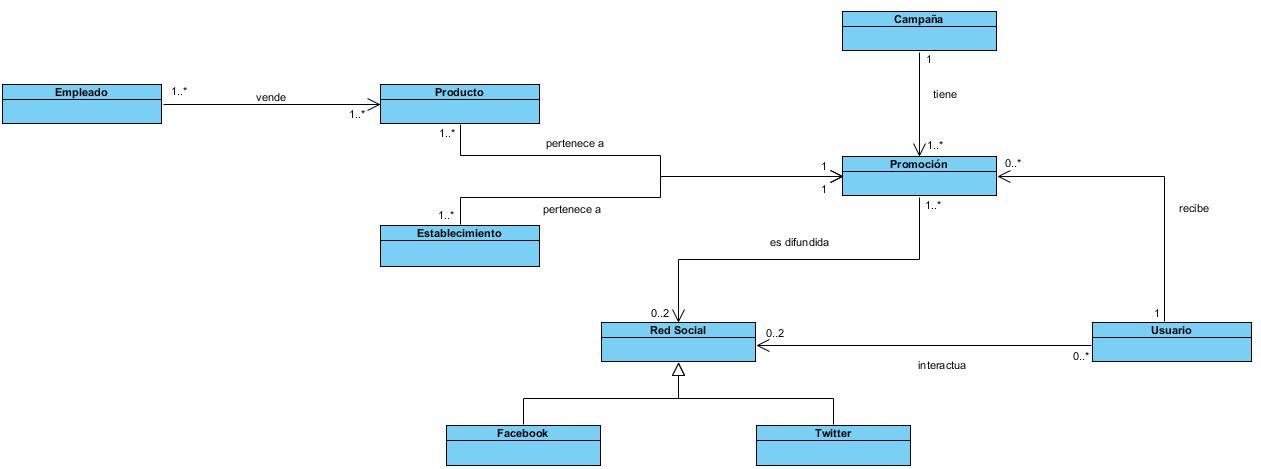 Campaña
1
tiene
1..*
Empleado
1..*
vende
1..*
Producto
1..*
pertenece a
1
1
Promoción
0..*
1..*
recibe
pertenece a
1..*
Establecimiento
es difundida
0..2
Red Social
0..2
1
Usuario
0..*
interactua
Facebook
Twitter